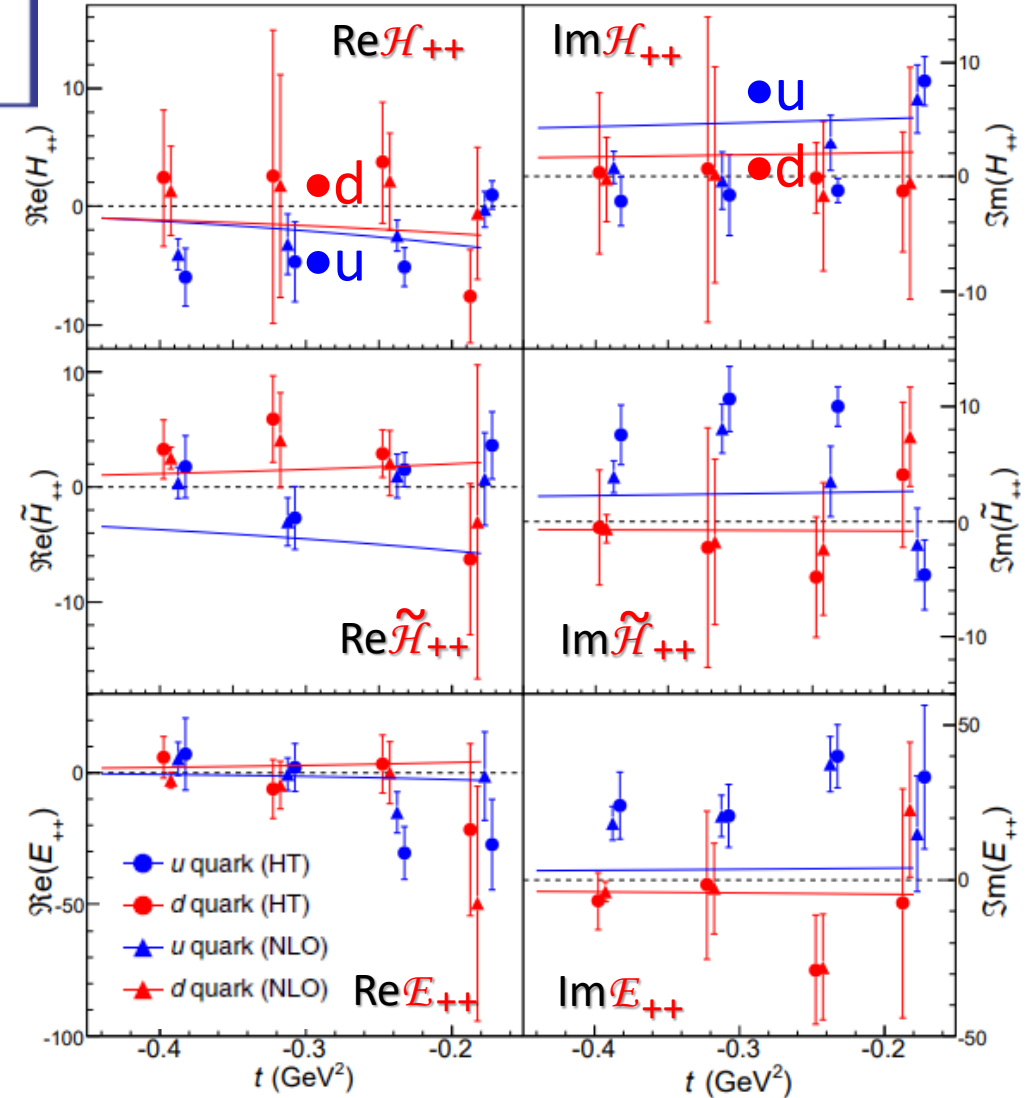 Reℋ₊₊
Imℋ₊₊
ℜe(H₊₊)
10
0
-10
d
u
u
d
10
0
-10
ℑm(H₊₊)
ℜe(H̃₊₊)
10
0
-10
Reℋ̃₊₊
Imℋ̃₊₊
10
0
-10
ℑm(H̃₊₊)
ℜe(E₊₊)
0
-50
-100
u quark (HT)
d quark (HT)
u quark (NLO)
d quark (NLO)
Reℰ₊₊
Imℰ₊₊
50
0
-50
ℑm(E₊₊)
-0.4 -0.3 -0.2
t (GeV²)
-0.4 -0.3 -0.2
t (GeV²)